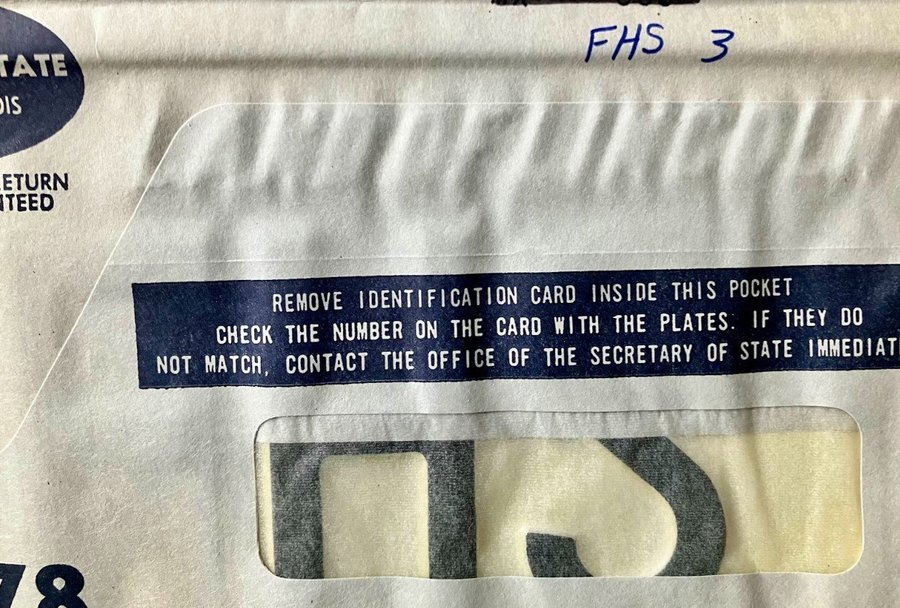 FHS 3
TATE
OIS
ETURN
NTEED
REMOVE IDENTIFICATION CARD INSIDE THIS POCKET
CHECK THE NUMBER ON THE CARD WITH THE PLATES. IF THEY DO
NOT MATCH, CONTACT THE OFFICE OF THE SECRETARY OF STATE IMMEDIAT
78